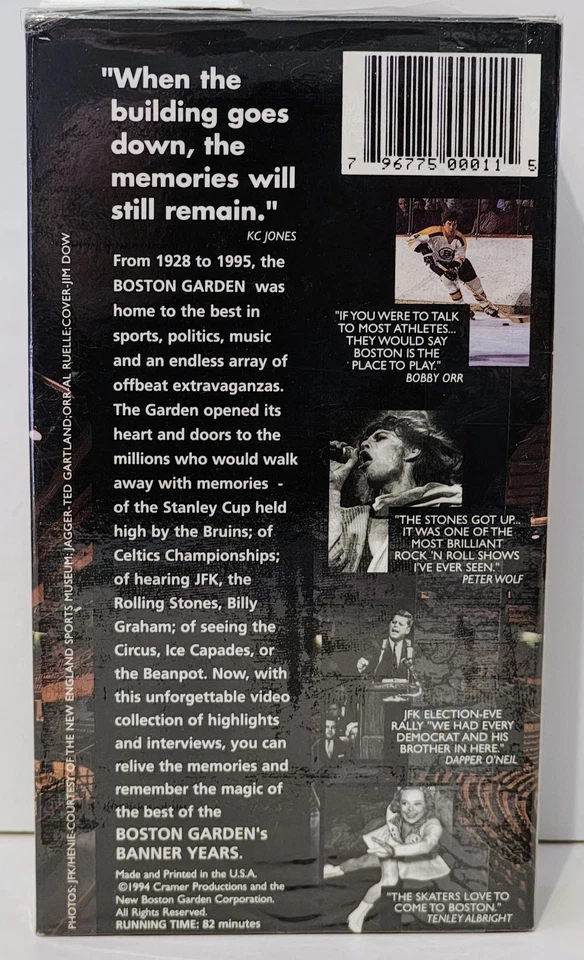 "When the
building goes
down, the
memories will
still remain."
KC JONES
From 1928 to 1995, the
BOSTON GARDEN was
home to the best in
sports, politics, music
and an endless array of
offbeat extravaganzas.
The Garden opened its
heart and doors to the
millions who would walk
away with memories -
of the Stanley Cup held
high by the Bruins; of
Celtics Championships;
of hearing JFK, the
Rolling Stones, Billy
Graham; of seeing the
Circus, Ice Capades, or
the Beanpot. Now, with
this unforgettable video
collection of highlights
and interviews, you can
relive the memories and
remember the magic of
the best of the
BOSTON GARDEN's
BANNER YEARS.
Made and Printed in the U.S.A.
©1994 Cramer Productions and the
New Boston Garden Corporation.
All Rights Reserved.
RUNNING TIME: 82 minutes
7 96775 00011 5
"IF YOU WERE TO TALK
TO MOST ATHLETES...
THEY WOULD SAY
BOSTON IS THE
PLACE TO PLAY."
BOBBY ORR
"THE STONES GOT UP...
IT WAS ONE OF THE
MOST BRILLIANT
ROCK 'N ROLL SHOWS
I'VE EVER SEEN."
PETER WOLF
JFK ELECTION-EVE
RALLY "WE HAD EVERY
DEMOCRAT AND HIS
BROTHER IN HERE."
DAPPER O'NEIL
"THE SKATERS LOVE TO
COME TO BOSTON."
TENLEY ALBRIGHT
PHOTOS: JFK/HENIE-COURTESY OF THE NEW ENGLAND SPORTS MUSEUM; JAGGER-TED GARTLAND;ORR-AL RUELLE;COVER-JIM DOW